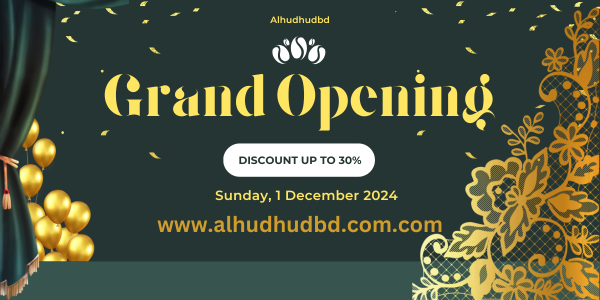 Alhudhudbd
Grand Opening
DISCOUNT UP TO 30%
Sunday, 1 December 2024
www.alhudhudbd.com.com